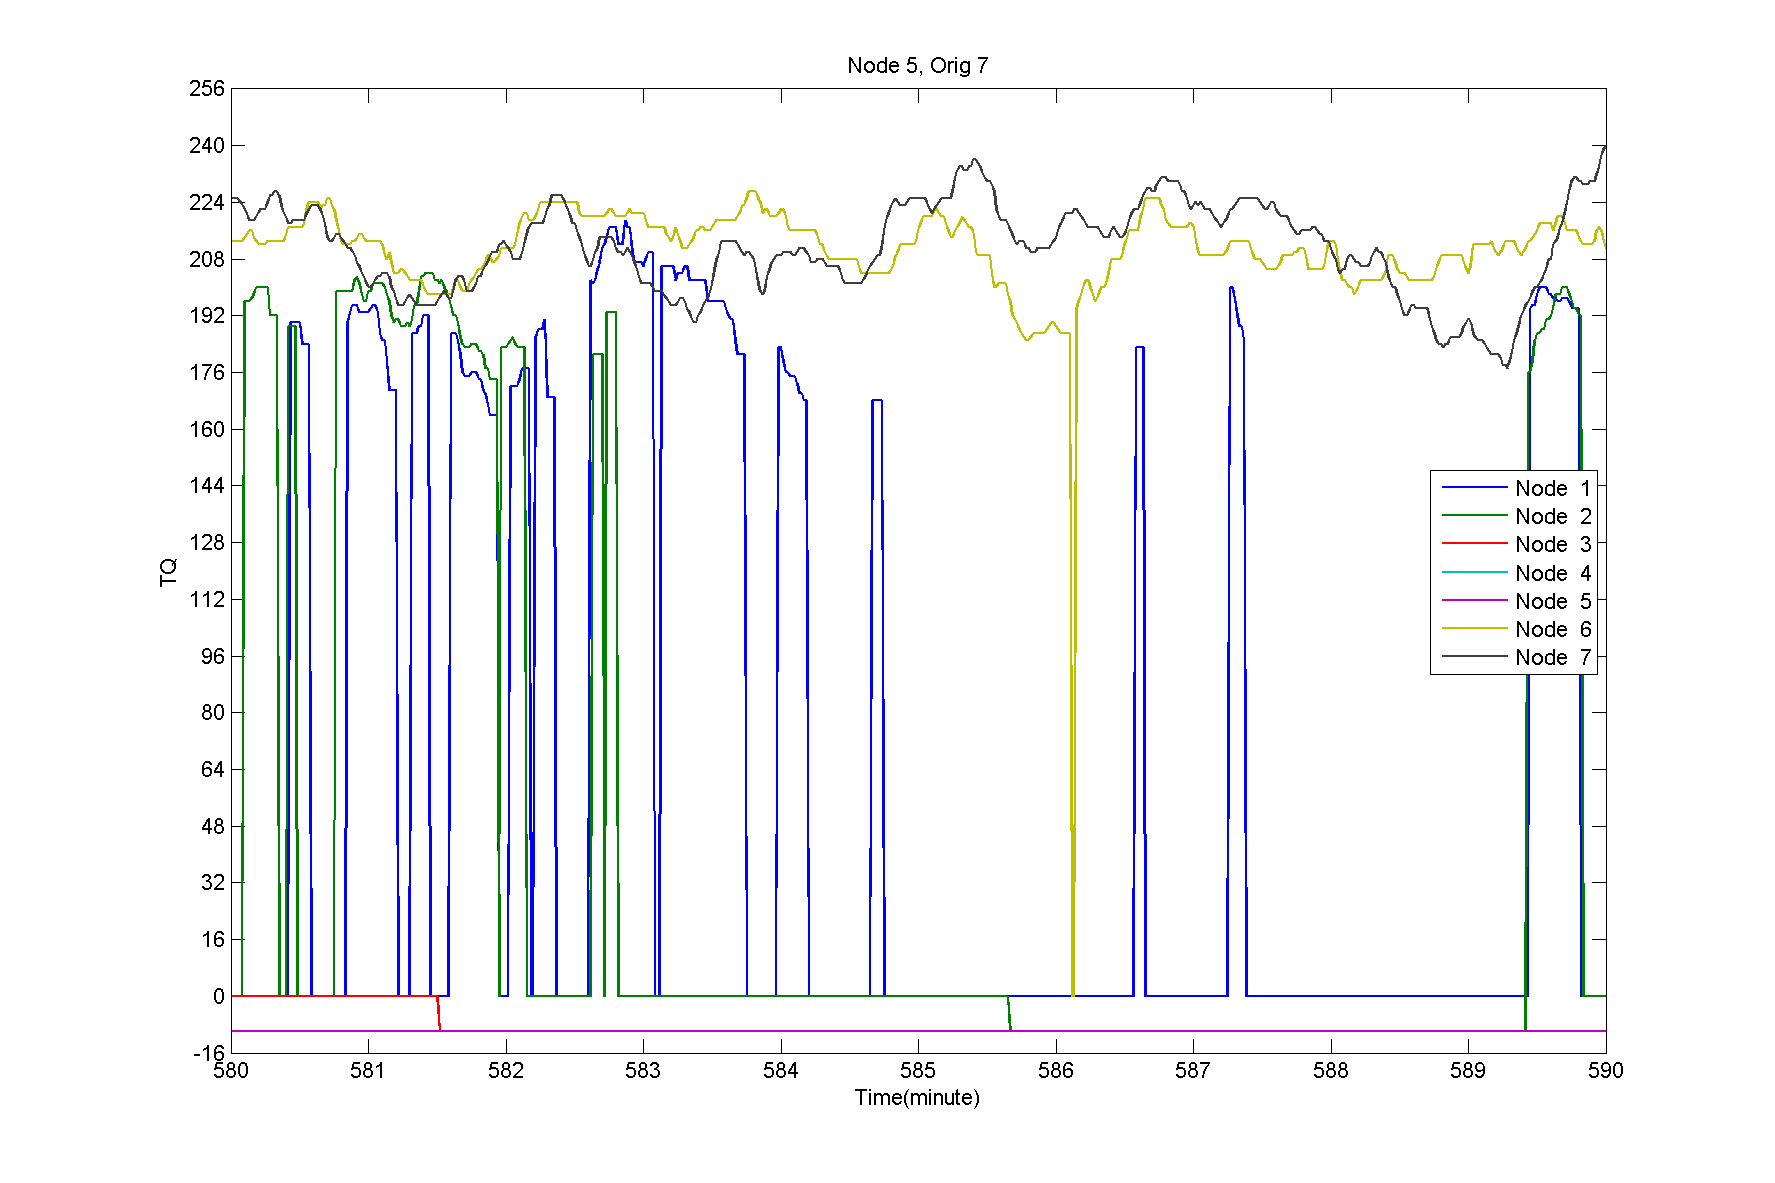 Node 5, Orig 7
256
240
224
208
192
176
160
144
128
112
96
80
64
48
32
16
0
-16
TQ
580 581 582 583 584 585 586 587 588 589 590
Time(minute)
Node 1
Node 2
Node 3
Node 4
Node 5
Node 6
Node 7